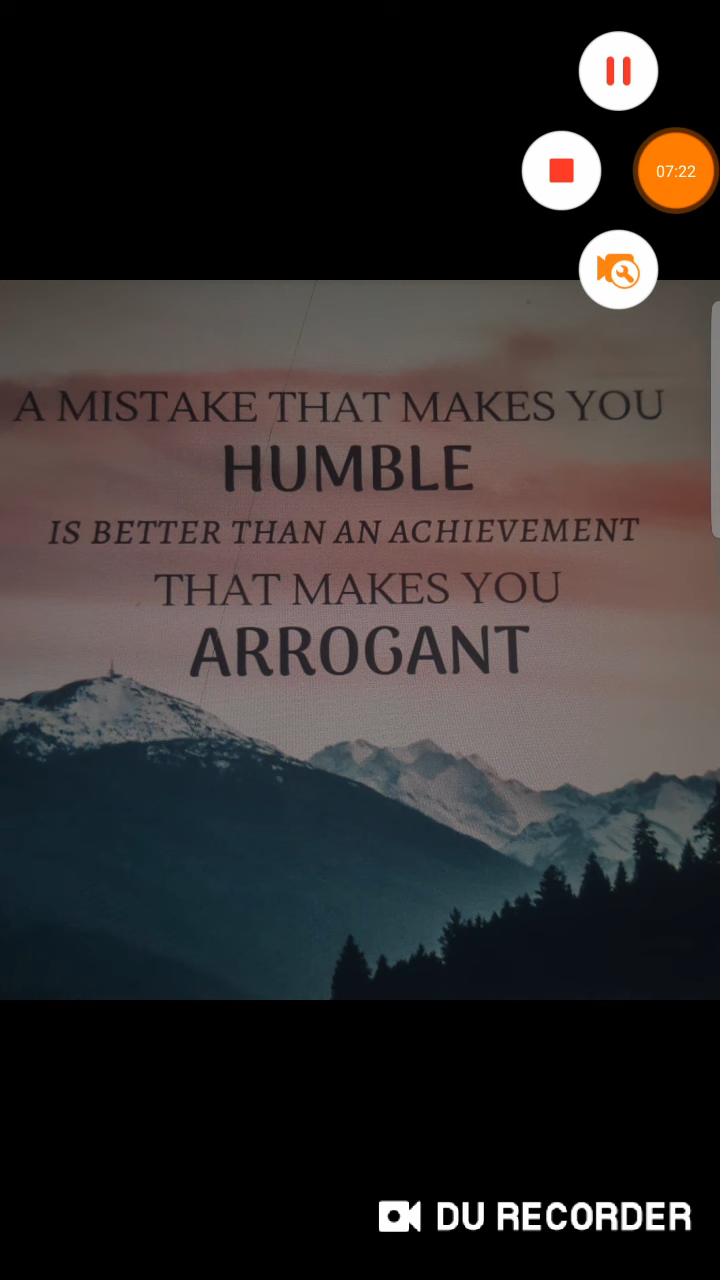 07:22
A MISTAKE THAT MAKES YOU
HUMBLE
IS BETTER THAN AN ACHIEVEMENT
THAT MAKES YOU
ARROGANT
DU RECORDER